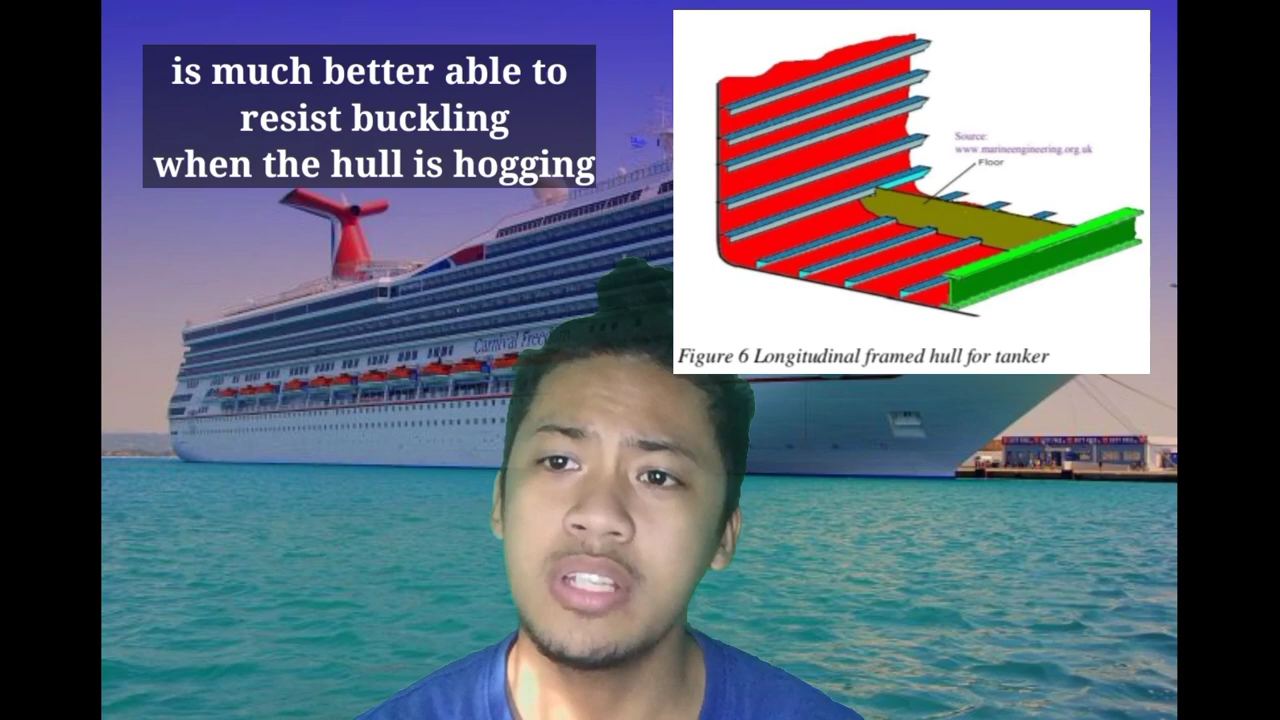 is much better able to
resist buckling
when the hull is hogging
Source:
www.marineengineering.org.uk
Floor
Figure 6 Longitudinal framed hull for tanker
Carnival